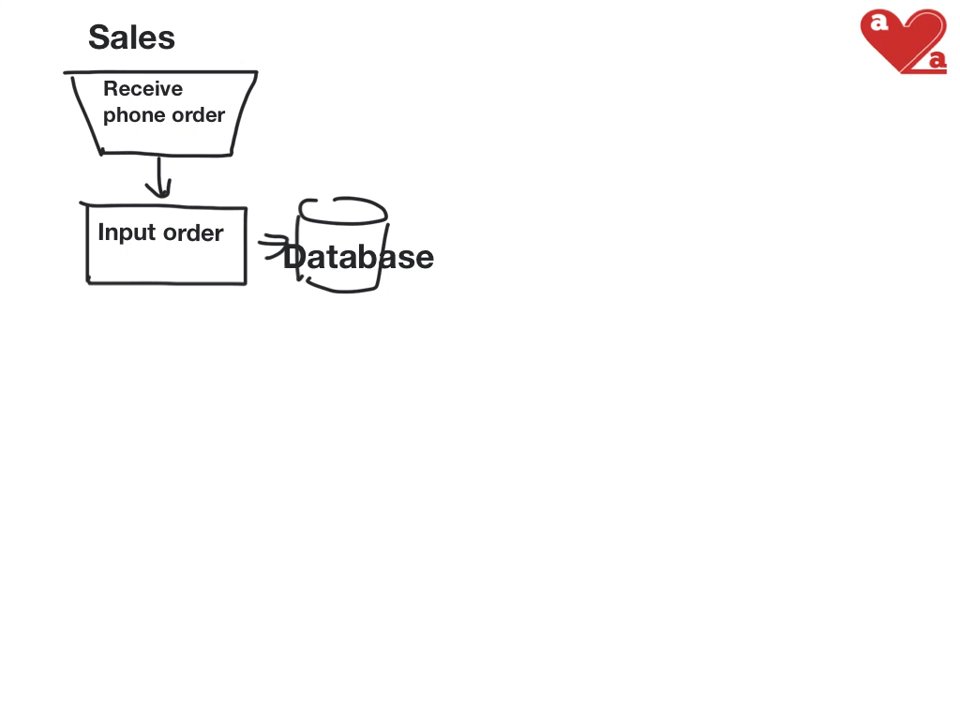 Sales
a
a
Receive
phone order
Input order
Database